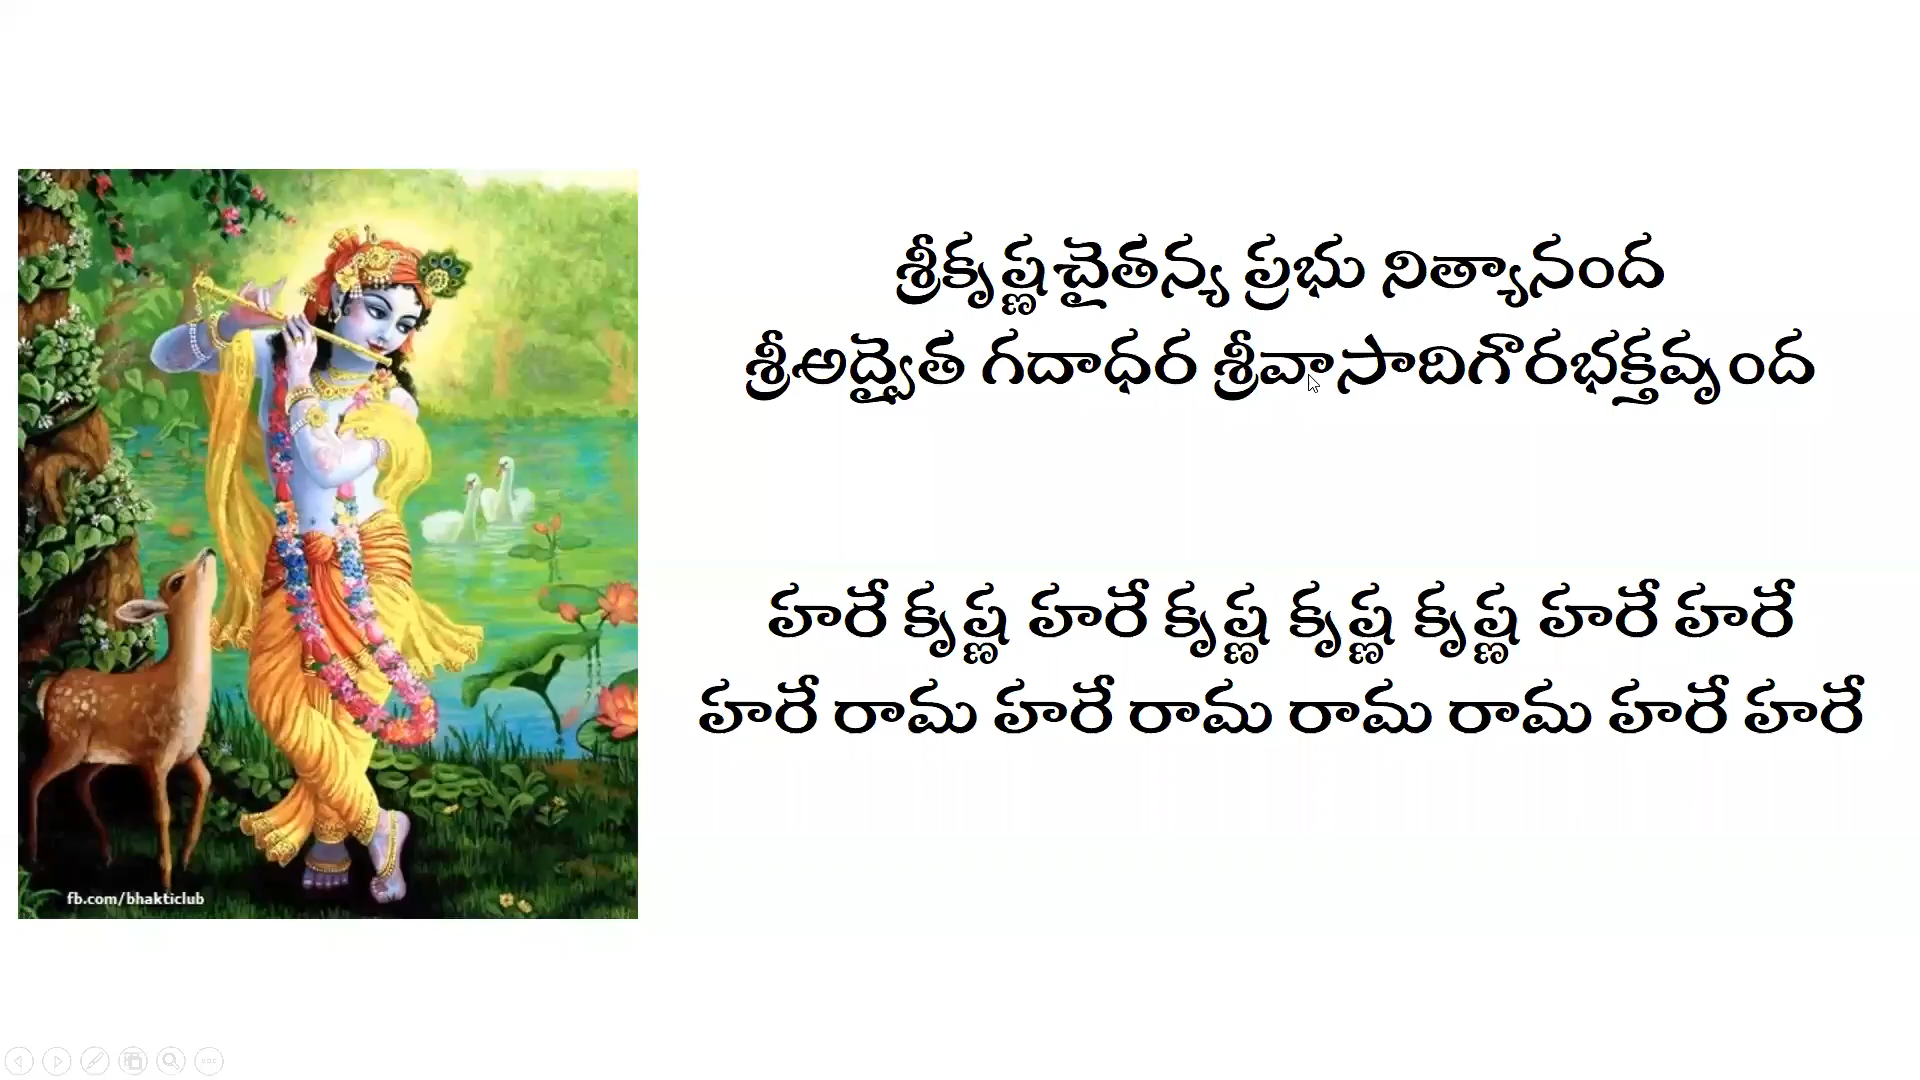 శ్రీకృష్ణచైతన్య ప్రభు నిత్యానంద
శ్రీఅద్వైత గదాధర శ్రీవాసాదిగౌరభక్తవృంద
హరే కృష్ణ హరే కృష్ణ కృష్ణ కృష్ణ హరే హరే
హరే రామ హరే రామ రామ రామ హరే హరే
fb.com/bhakticlub